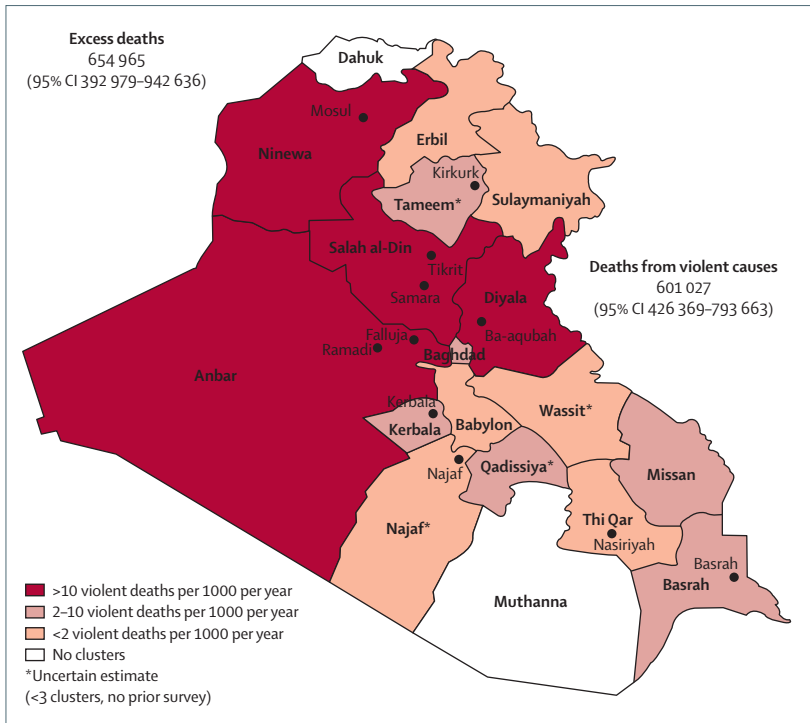 Excess deaths
654 965
(95% CI 392 979–942 636)
Dahuk
Mosul
Ninewa
Erbil
Kirkurk
Tameem*
Sulaymaniyah
Salah al-Din
Tikrit
Samara
Deaths from violent causes
601 027
(95% CI 426 369–793 663)
Diyala
Ba-aqubah
Falluja
Ramadi
Baghdad
Anbar
Kerbala
Kerbala
Babylon
Wassit*
Najaf
Qadissiya*
Missan
Najaf*
Thi Qar
Nasiriyah
Basrah
Basrah
Muthanna
>10 violent deaths per 1000 per year
2–10 violent deaths per 1000 per year
<2 violent deaths per 1000 per year
No clusters
*Uncertain estimate
(<3 clusters, no prior survey)